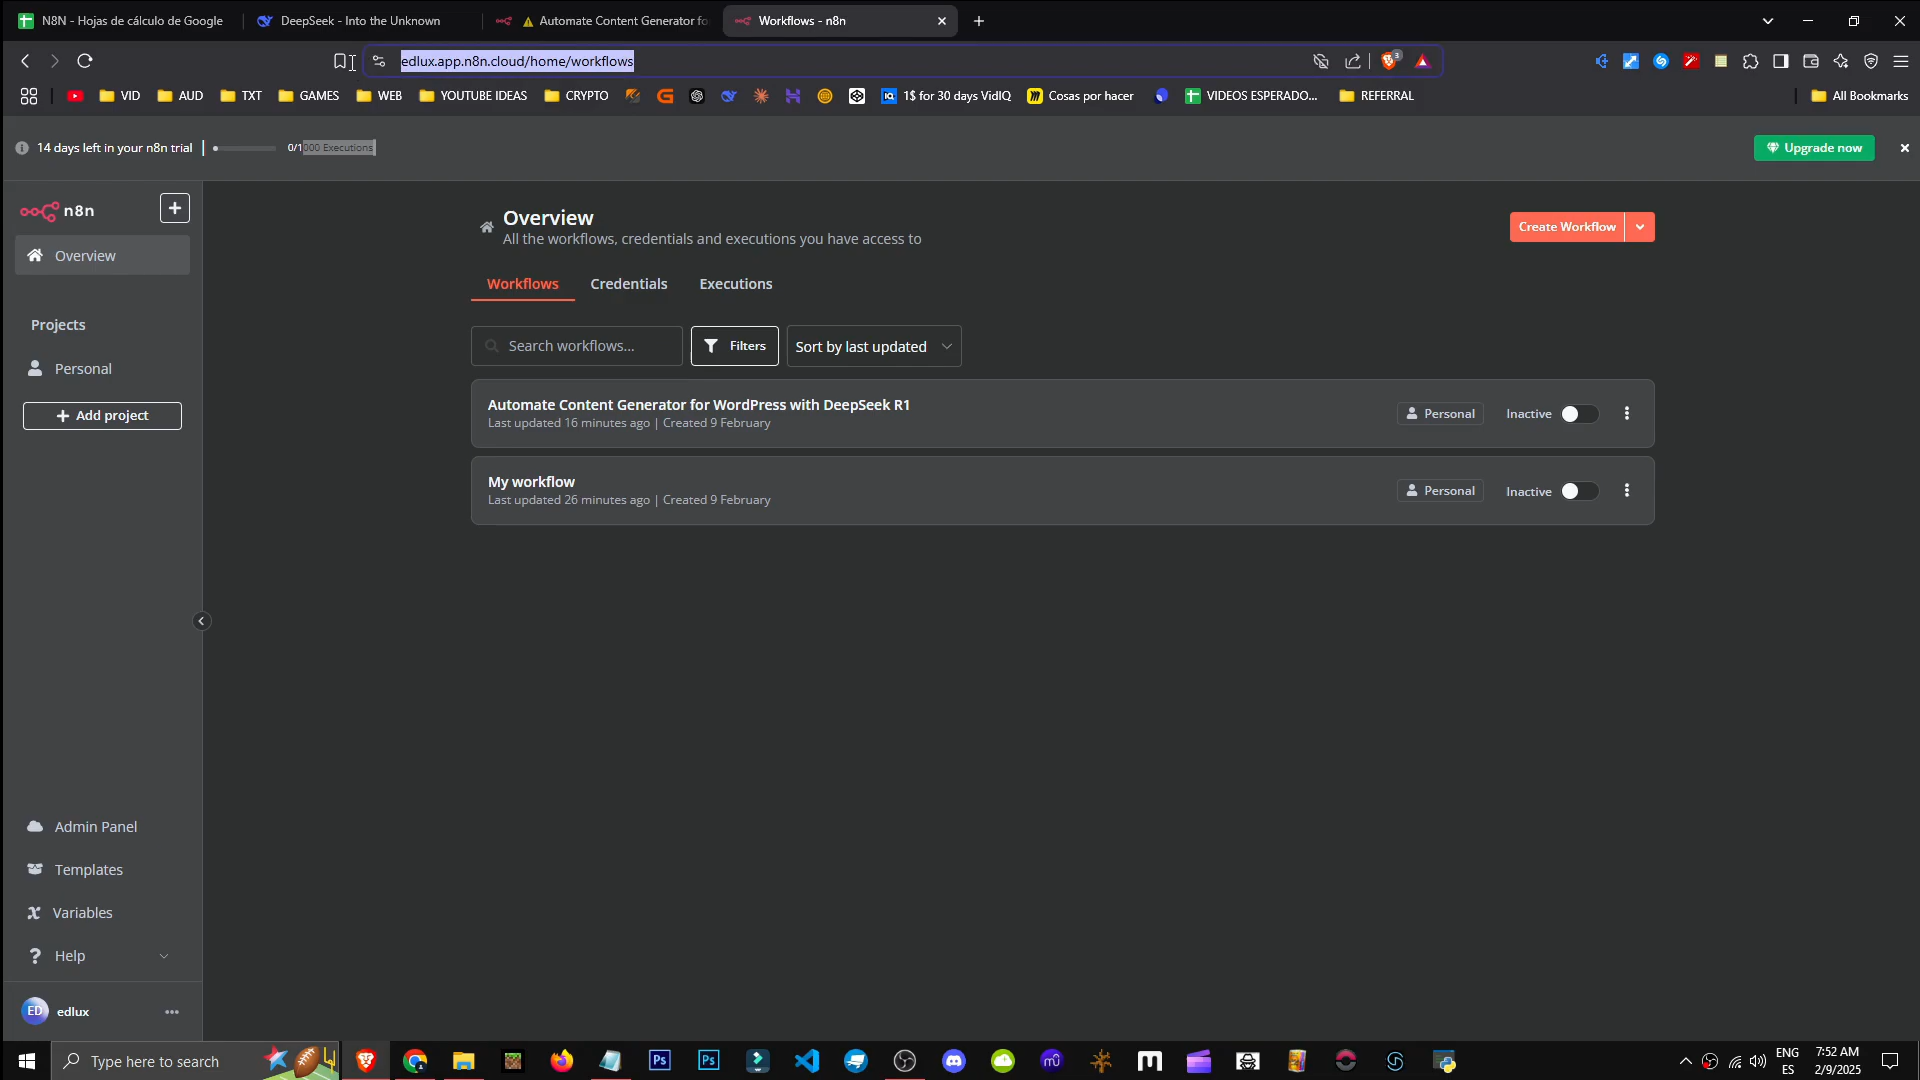 N8N - Hojas de cálculo de Google
DeepSeek - Into the Unknown
Automate Content Generator fo
Workflows - n8n
edlux.app.n8n.cloud/home/workflows
3
VID
AUD
TXT
GAMES
WEB
YOUTUBE IDEAS
CRYPTO
1$ for 30 days VidIQ
Cosas por hacer
VIDEOS ESPERADO...
REFERRAL
All Bookmarks
14 days left in your n8n trial
0/1000 Executions
Upgrade now
n8n
Overview
Projects
Personal
Add project
Overview
All the workflows, credentials and executions you have access to
Create Workflow
Workflows
Credentials
Executions
Search workflows...
Filters
Sort by last updated
Automate Content Generator for WordPress with DeepSeek R1
Last updated 16 minutes ago | Created 9 February
Personal
Inactive
My workflow
Last updated 26 minutes ago | Created 9 February
Personal
Inactive
Admin Panel
Templates
Variables
Help
ED
edlux
Type here to search
Ps
Ps
ENG
ES
7:52 AM
2/9/2025